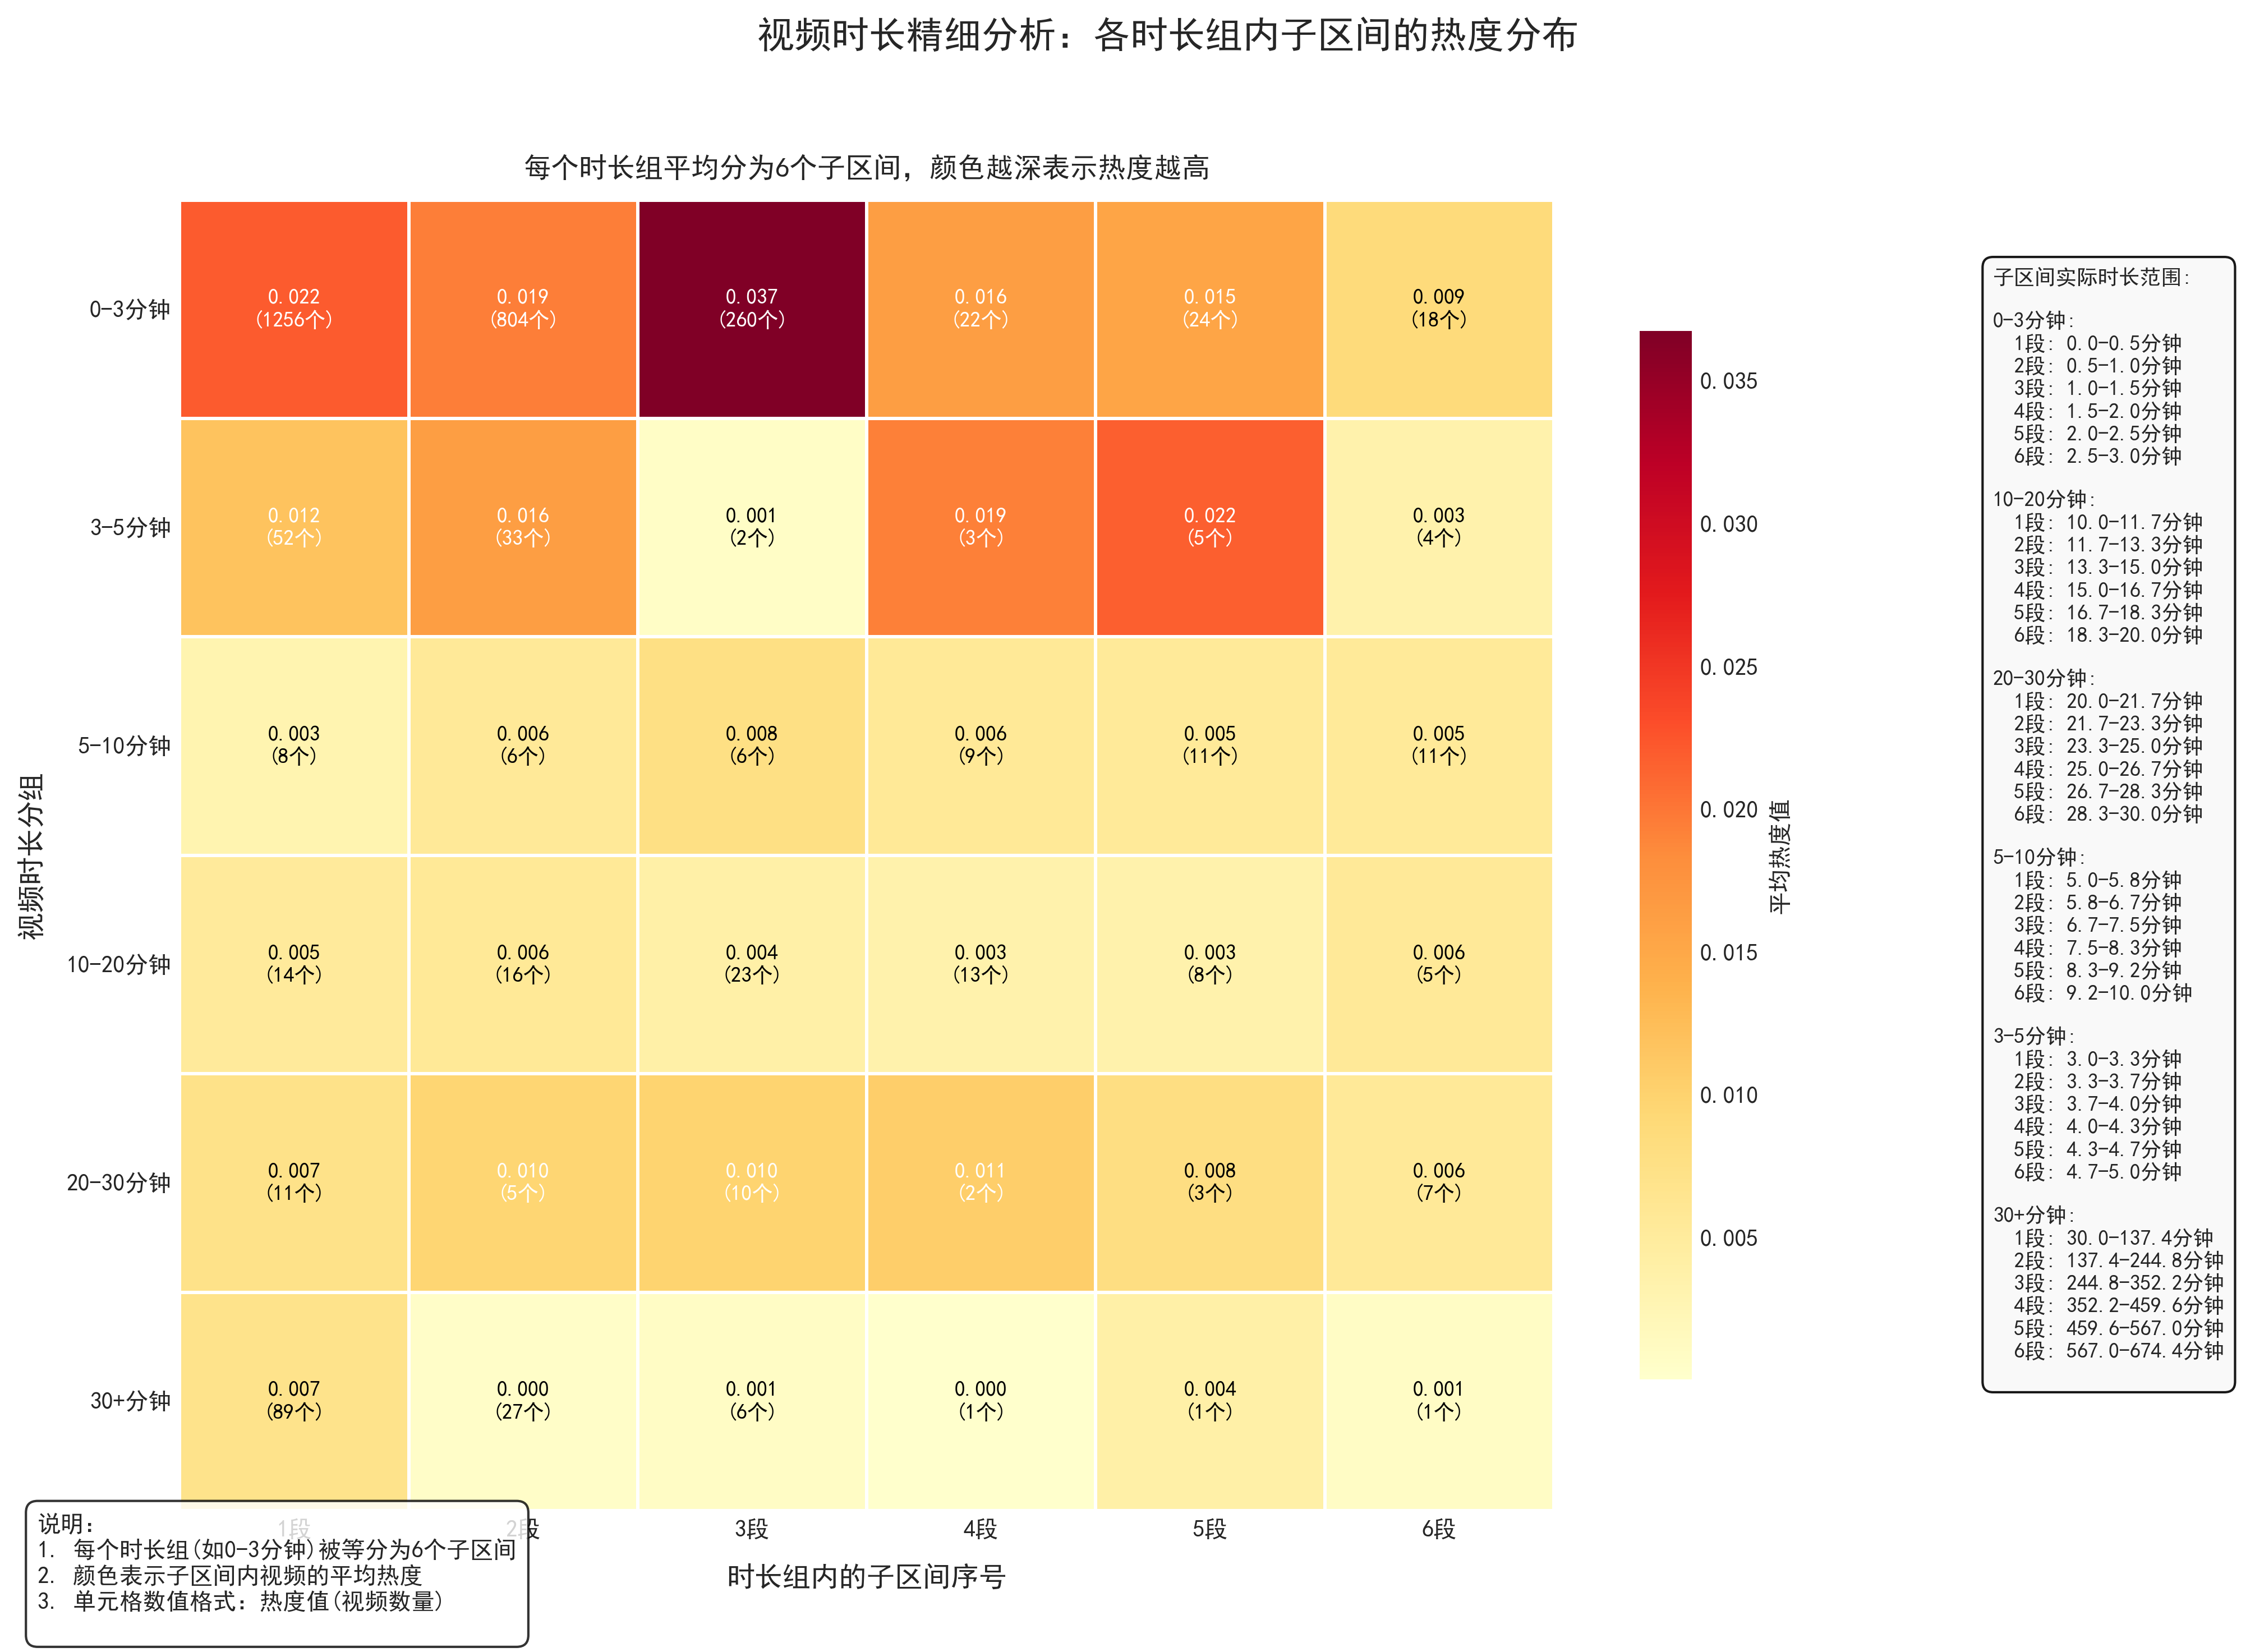 视频时长精细分析：各时长组内子区间的热度分布
每个时长组平均分为6个子区间，颜色越深表示热度越高
视频时长分组
0-3分钟
0.022 0.019 0.037 0.016 0.015 0.009
(1256个) (804个) (260个) (22个) (24个) (18个)
3-5分钟
0.012 0.016 0.001 0.019 0.022 0.003
(52个) (33个) (2个) (3个) (5个) (4个)
5-10分钟
0.003 0.006 0.008 0.006 0.005 0.005
(8个) (6个) (6个) (9个) (11个) (11个)
10-20分钟
0.005 0.006 0.004 0.003 0.003 0.006
(14个) (16个) (23个) (13个) (8个) (5个)
20-30分钟
0.007 0.010 0.010 0.011 0.008 0.006
(11个) (5个) (10个) (2个) (3个) (7个)
30+分钟
0.007 0.000 0.001 0.000 0.004 0.001
(89个) (27个) (6个) (1个) (1个) (1个)
1段 2段 3段 4段 5段 6段
时长组内的子区间序号
0.035
0.030
0.025
0.020
0.015
0.010
0.005
平均热度值
子区间实际时长范围:
0-3分钟:
1段: 0.0-0.5分钟
2段: 0.5-1.0分钟
3段: 1.0-1.5分钟
4段: 1.5-2.0分钟
5段: 2.0-2.5分钟
6段: 2.5-3.0分钟
10-20分钟:
1段: 10.0-11.7分钟
2段: 11.7-13.3分钟
3段: 13.3-15.0分钟
4段: 15.0-16.7分钟
5段: 16.7-18.3分钟
6段: 18.3-20.0分钟
20-30分钟:
1段: 20.0-21.7分钟
2段: 21.7-23.3分钟
3段: 23.3-25.0分钟
4段: 25.0-26.7分钟
5段: 26.7-28.3分钟
6段: 28.3-30.0分钟
5-10分钟:
1段: 5.0-5.8分钟
2段: 5.8-6.7分钟
3段: 6.7-7.5分钟
4段: 7.5-8.3分钟
5段: 8.3-9.2分钟
6段: 9.2-10.0分钟
3-5分钟:
1段: 3.0-3.3分钟
2段: 3.3-3.7分钟
3段: 3.7-4.0分钟
4段: 4.0-4.3分钟
5段: 4.3-4.7分钟
6段: 4.7-5.0分钟
30+分钟:
1段: 30.0-137.4分钟
2段: 137.4-244.8分钟
3段: 244.8-352.2分钟
4段: 352.2-459.6分钟
5段: 459.6-567.0分钟
6段: 567.0-674.4分钟
说明：
1. 每个时长组(如0-3分钟)被等分为6个子区间
2. 颜色表示子区间内视频的平均热度
3. 单元格数值格式：热度值(视频数量)